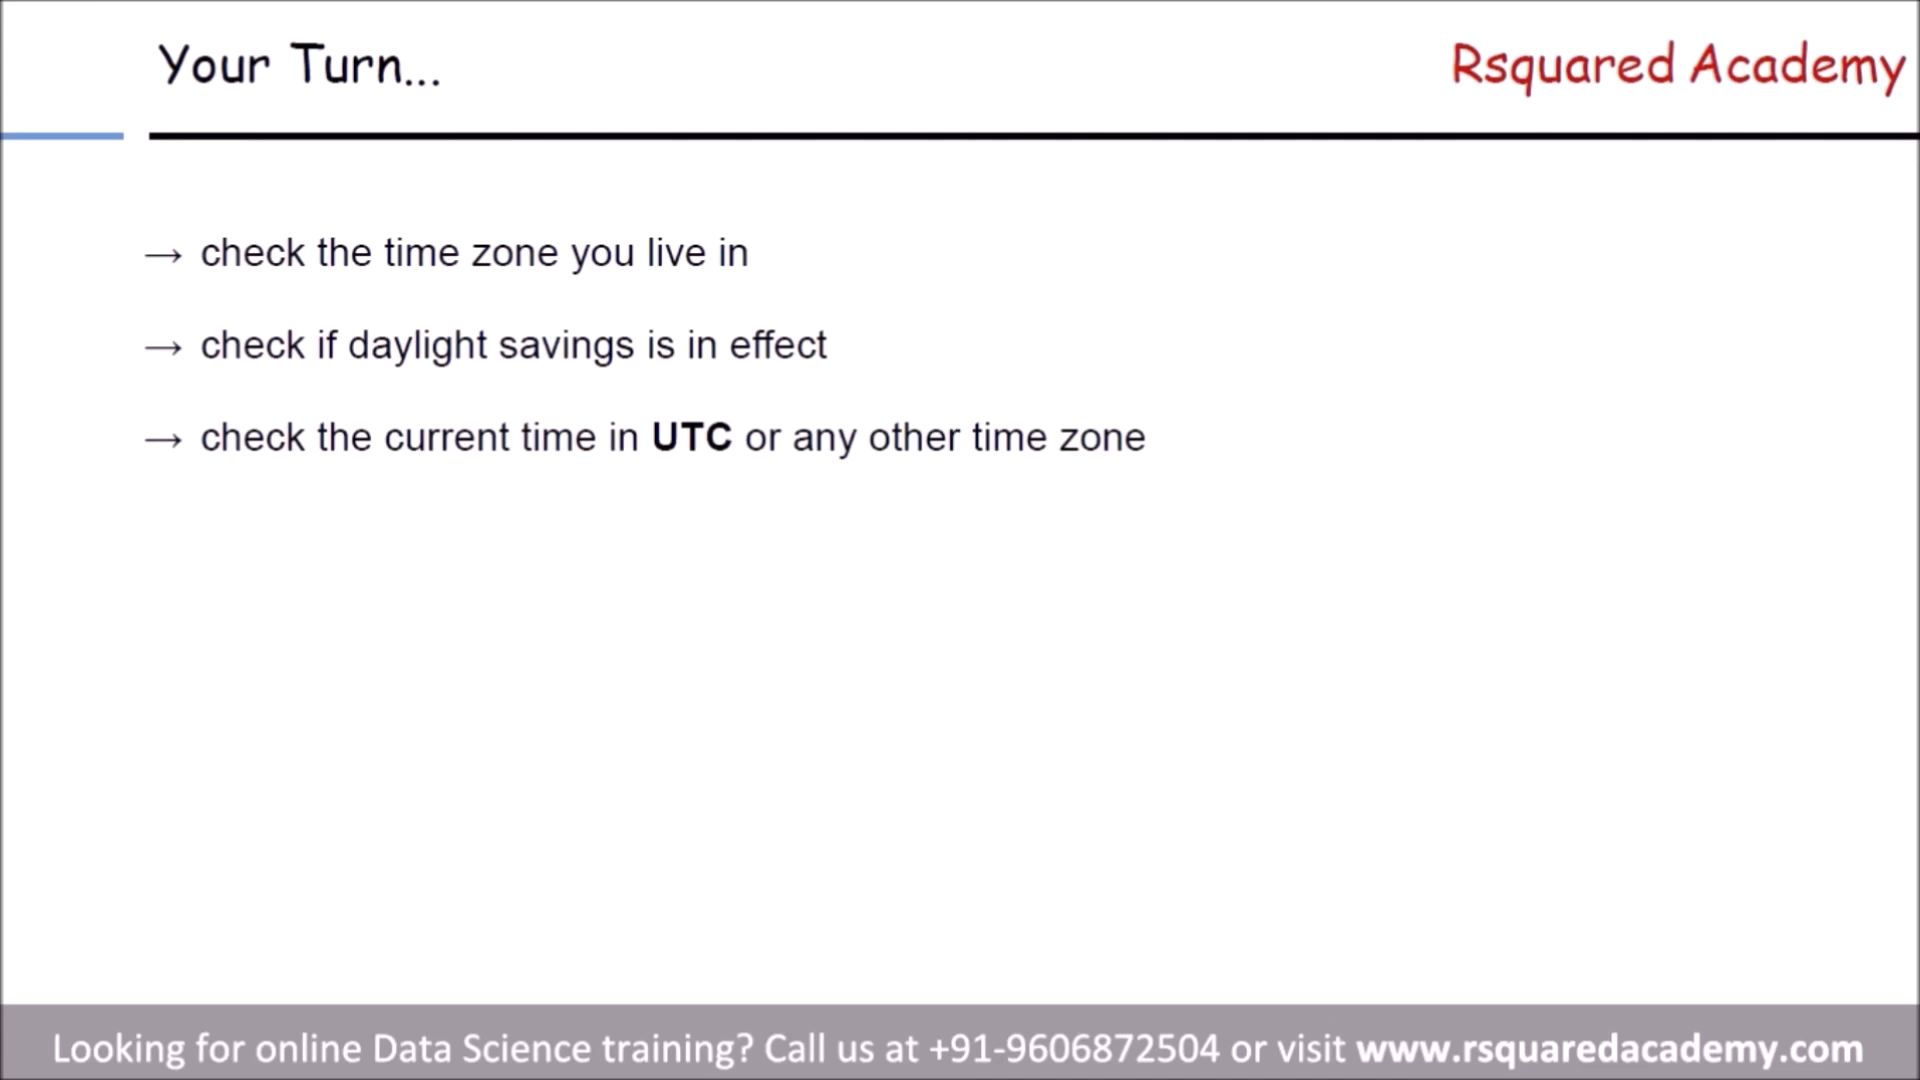 Your Turn...
Rsquared Academy
→ check the time zone you live in
→ check if daylight savings is in effect
→ check the current time in UTC or any other time zone
Looking for online Data Science training? Call us at +91-9606872504 or visit www.rsquaredacademy.com